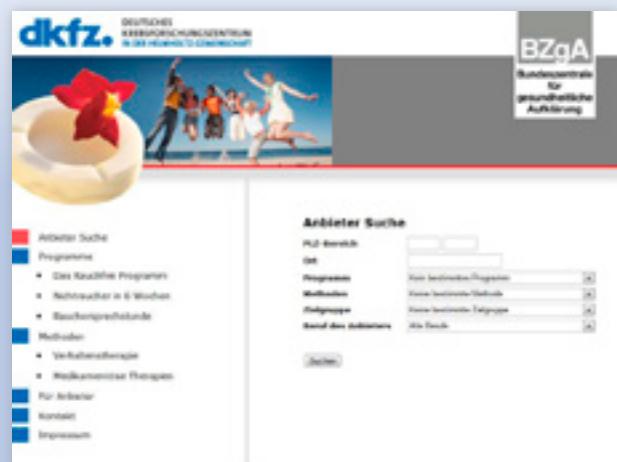 dkfz.
DEUTSCHES
KREBSFORSCHUNGSZENTRUM
IN DER HELMHOLTZ-GEMEINSCHAFT
BZgA
Bundeszentrale
für
gesundheitliche
Aufklärung
Anbieter Suche
Programme
Das Rauchfrei Programm
Nichtraucher in 6 Wochen
Rauchersprechstunde
Methoden
Verhaltenstherapie
Medikamentöse Therapien
Für Anbieter
Kontakt
Impressum
Anbieter Suche
PLZ-Bereich
Ort
Programm Kein bestimmtes Programm
Methoden Keine bestimmte Methode
Zielgruppe Keine bestimmte Zielgruppe
Beruf des Anbieters Alle Berufe
Suchen